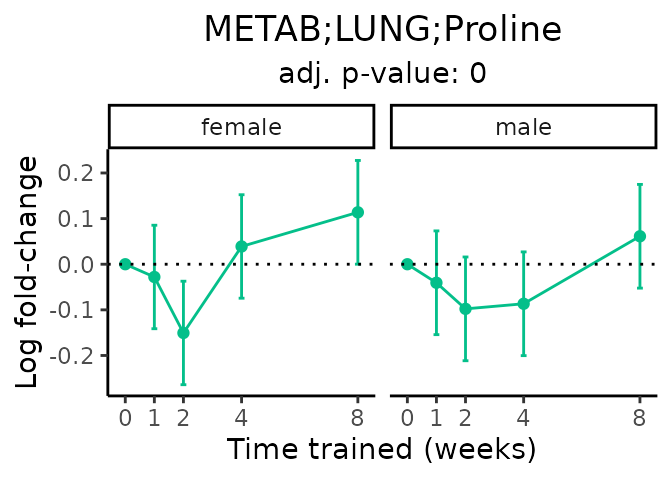 METAB;LUNG;Proline
adj. p-value: 0
female male
Log fold-change
0.2
0.1
0.0
-0.1
-0.2
0 1 2 4 8 0 1 2 4 8
Time trained (weeks)